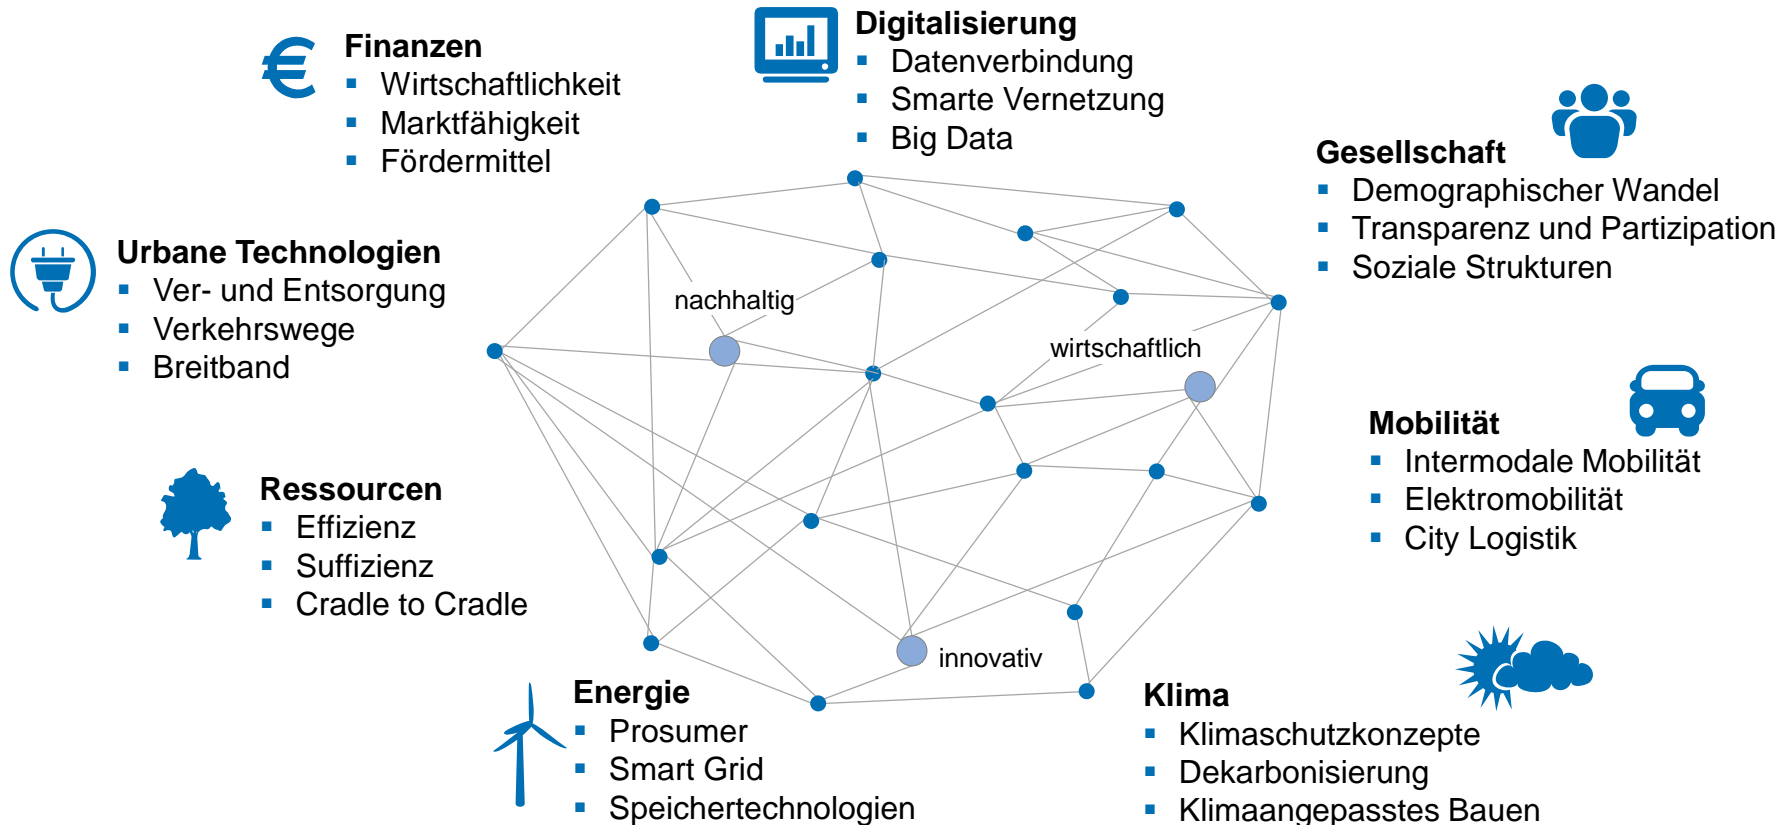 Finanzen
Wirtschaftlichkeit
Marktfähigkeit
Fördermittel
Digitalisierung
Datenverbindung
Smarte Vernetzung
Big Data
Gesellschaft
Demographischer Wandel
Transparenz und Partizipation
Soziale Strukturen
Urbane Technologien
Ver- und Entsorgung
Verkehrswege
Breitband
nachhaltig
wirtschaftlich
Mobilität
Intermodale Mobilität
Elektromobilität
City Logistik
Ressourcen
Effizienz
Suffizienz
Cradle to Cradle
innovativ
Energie
Prosumer
Smart Grid
Speichertechnologien
Klima
Klimaschutzkonzepte
Dekarbonisierung
Klimaangepasstes Bauen